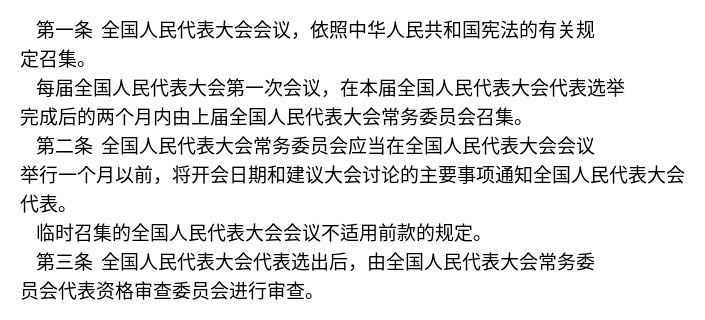 第一条 全国人民代表大会会议，依照中华人民共和国宪法的有关规
定召集。
每届全国人民代表大会第一次会议，在本届全国人民代表大会代表选举
完成后的两个月内由上届全国人民代表大会常务委员会召集。
第二条 全国人民代表大会常务委员会应当在全国人民代表大会会议
举行一个月以前，将开会日期和建议大会讨论的主要事项通知全国人民代表大会
代表。
临时召集的全国人民代表大会会议不适用前款的规定。
第三条 全国人民代表大会代表选出后，由全国人民代表大会常务委
员会代表资格审查委员会进行审查。